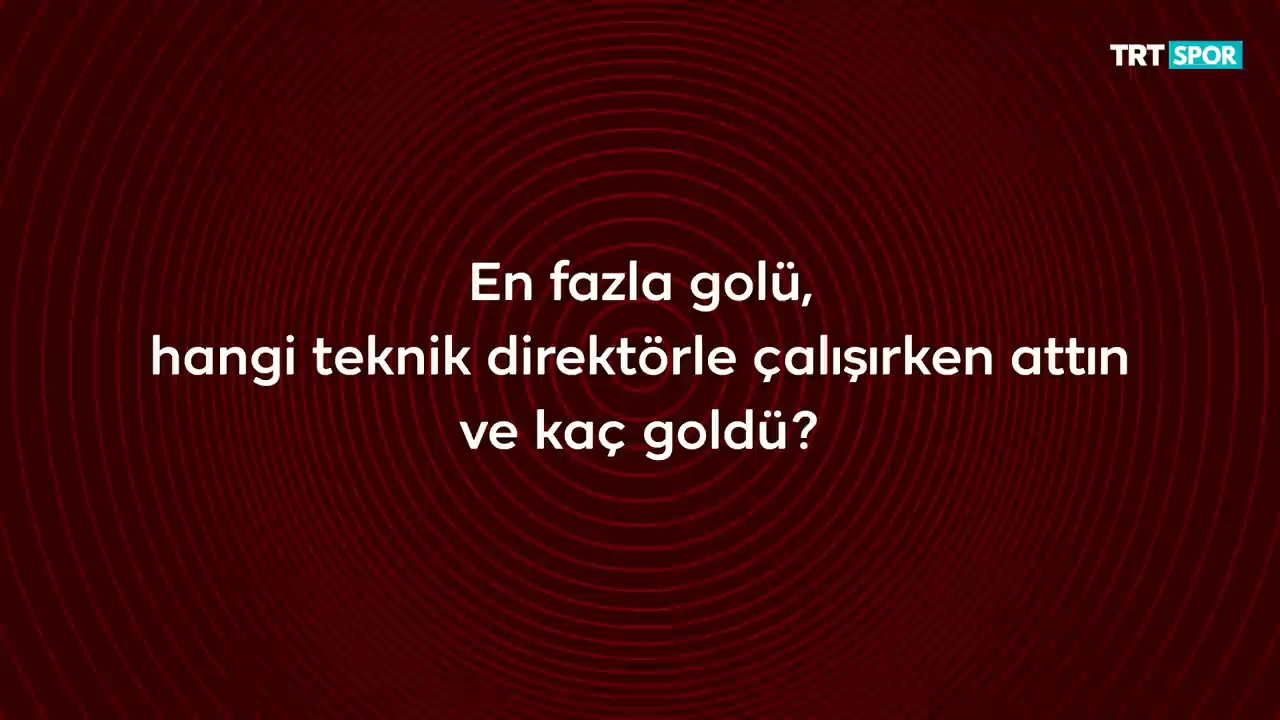 TRT SPOR
En fazla golü,
hangi teknik direktörle çalışırken attın
ve kaç goldü?